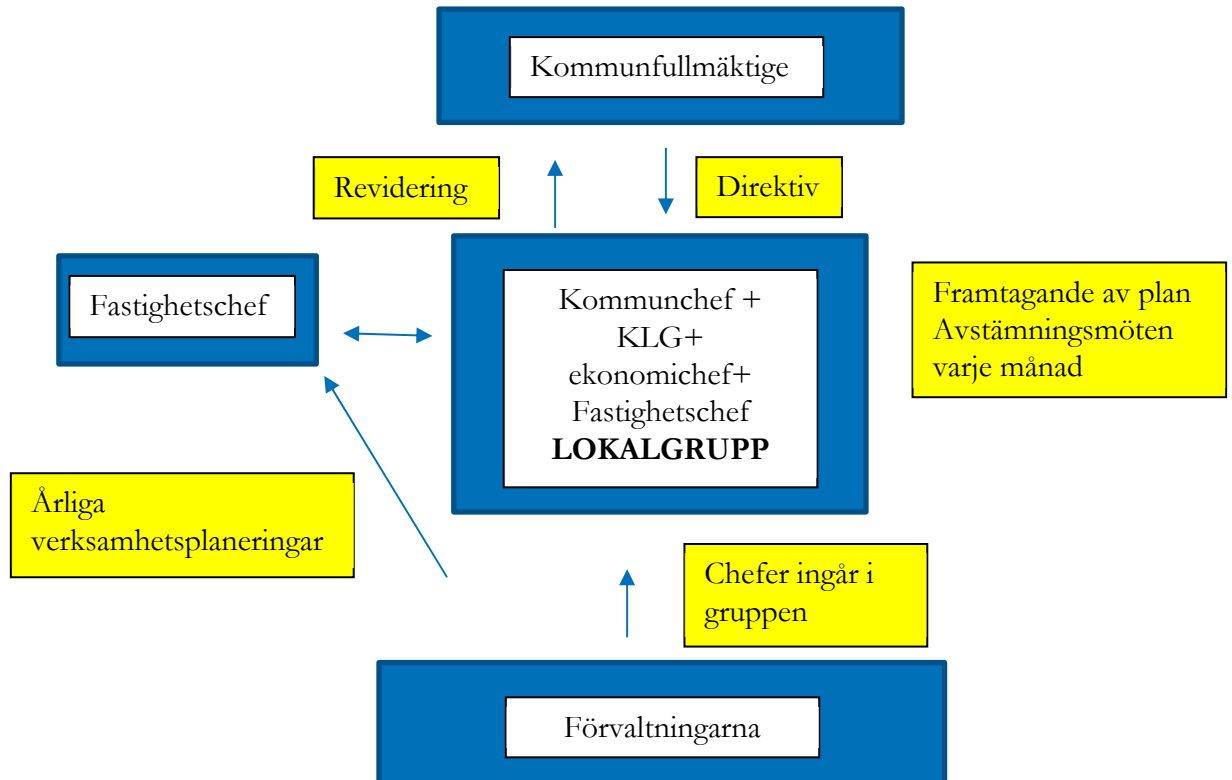 Kommunfullmäktige
Revidering
Direktiv
Fastighetschef
Kommunchef +
KLG+
ekonomichef+
Fastighetschef
LOKALGRUPP
Framtagande av plan
Avstämningsmöten
varje månad
Årliga
verksamhetsplaneringar
Chefer ingår i
gruppen
Förvaltningarna